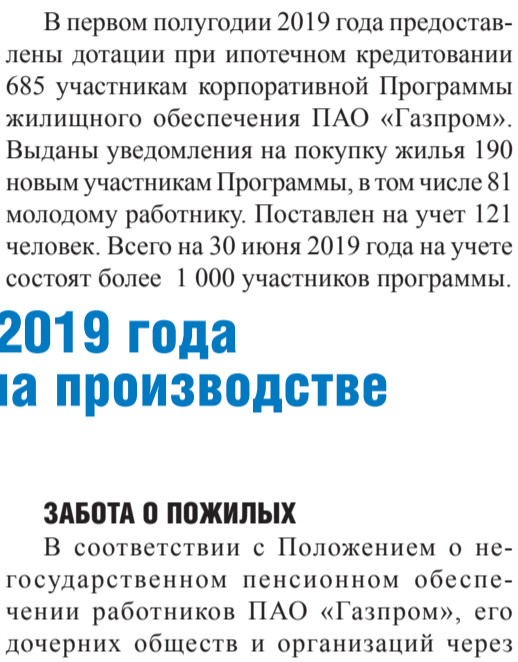 В первом полугодии 2019 года предостав-
лены дотации при ипотечном кредитовании
685 участникам корпоративной Программы
жилищного обеспечения ПАО «Газпром».
Выданы уведомления на покупку жилья 190
новым участникам Программы, в том числе 81
молодому работнику. Поставлен на учет 121
человек. Всего на 30 июня 2019 года на учете
состоят более 1 000 участников программы.
2019 года
на производстве
ЗАБОТА О ПОЖИЛЫХ
В соответствии с Положением о не-
государственном пенсионном обеспе-
чении работников ПАО «Газпром», его
дочерних обществ и организаций через